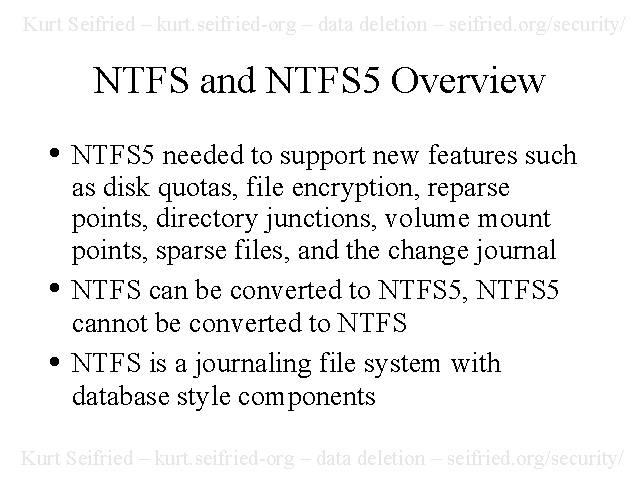 Kurt Seifried – kurt.seifried-org – data deletion – seifried.org/security/
NTFS and NTFS5 Overview
• NTFS5 needed to support new features such
as disk quotas, file encryption, reparse
points, directory junctions, volume mount
points, sparse files, and the change journal
• NTFS can be converted to NTFS5, NTFS5
cannot be converted to NTFS
• NTFS is a journaling file system with
database style components
Kurt Seifried – kurt.seifried-org – data deletion – seifried.org/security/